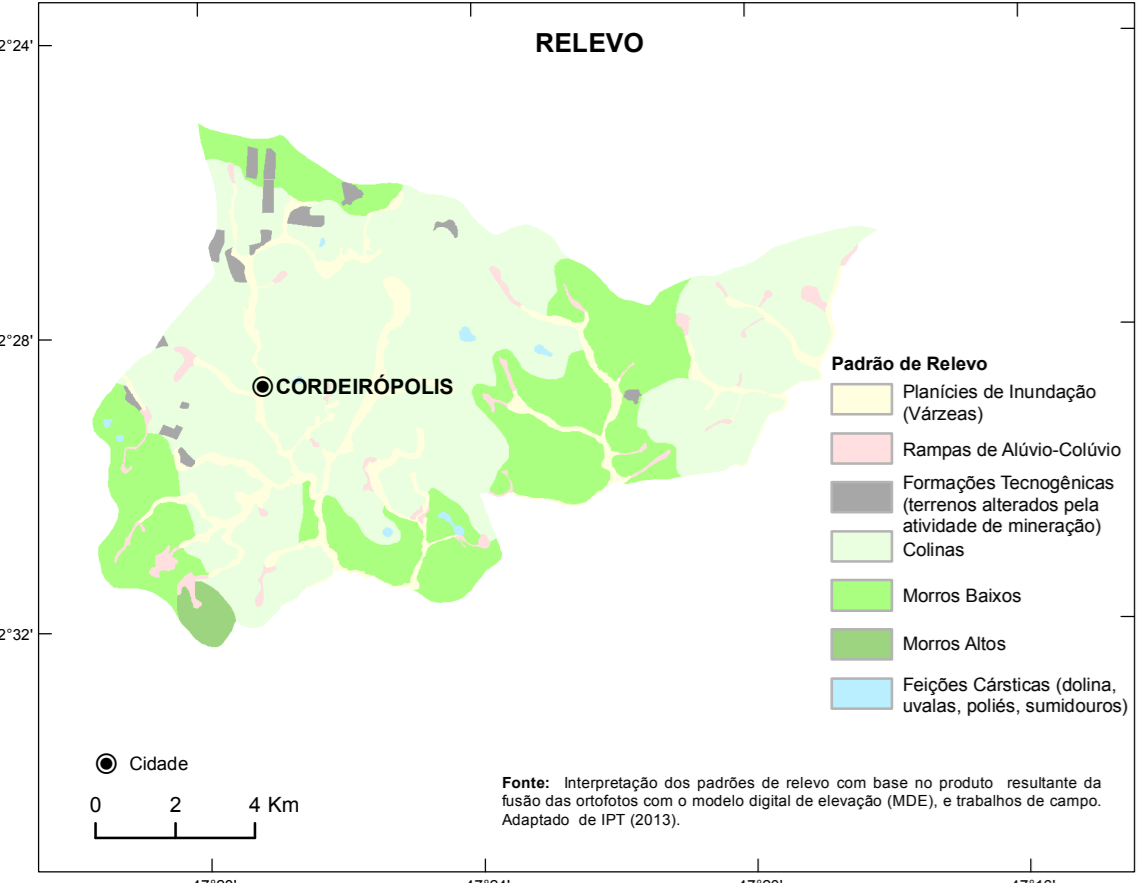 RELEVO
2°24'
2°28'
2°32'
CORDEIRÓPOLIS
Padrão de Relevo
Planícies de Inundação
(Várzeas)
Rampas de Alúvio-Colúvio
Formações Tecnogênicas
(terrenos alterados pela
atividade de mineração)
Colinas
Morros Baixos
Morros Altos
Feições Cársticas (dolina,
uvalas, poliés, sumidouros)
Cidade
0 2 4 Km
Fonte: Interpretação dos padrões de relevo com base no produto resultante da
fusão das ortofotos com o modelo digital de elevação (MDE), e trabalhos de campo.
Adaptado de IPT (2013).